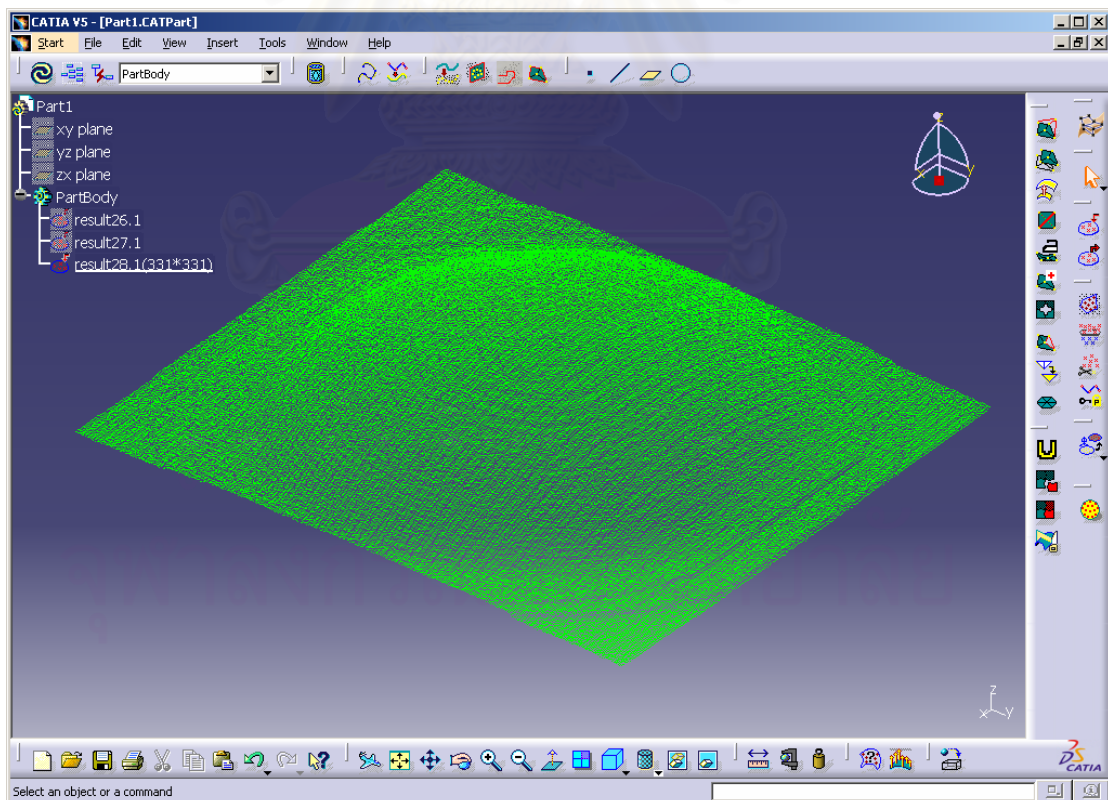 CATIA V5 - [Part1.CATPart]
Start File Edit View Insert Tools Window Help
PartBody
Part1
xy plane
yz plane
zx plane
PartBody
result26.1
result27.1
result28.1(331*331)
z
x
y
U
P
z
x y
CATIA
Select an object or a command